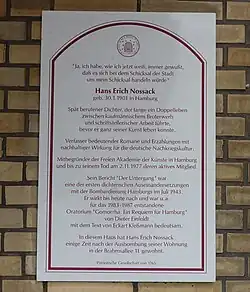 "Ja, ich habe, wie ich jetzt weiß, immer gewußt,
daß es sich bei dem Schicksal der Stadt
um mein Schicksal handeln würde"
Hans Erich Nossack
geb. 30.1.1901 in Hamburg
Spät berufener Dichter, der lange ein Doppelleben
zwischen kaufmännischem Broterwerb
und schriftstellerischer Arbeit führte,
bevor er ganz seiner Kunst leben konnte.
Verfasser bedeutender Romane und Erzählungen mit
nachhaltiger Wirkung für die deutsche Nachkriegskultur.
Mitbegründer der Freien Akademie der Künste in Hamburg
und bis zu seinem Tod am 2.11.1977 deren aktives Mitglied.
Sein Bericht "Der Untergang" war
eine der ersten dichterischen Auseinandersetzungen
mit der Bombardierung Hamburgs im Juli 1943.
Er wirkt bis heute nach und war u.a.
für das 1983-1987 entstandene
Oratorium "Gomorrha. Ein Requiem für Hamburg"
von Dieter Einfeldt
mit dem Text von Eckart Kleßmann bedeutsam.
In diesem Haus hat Hans Erich Nossack
einige Zeit nach der Ausbombung seiner Wohnung
in der Brahmsallee 11 gewohnt.
Patriotische Gesellschaft von 1765